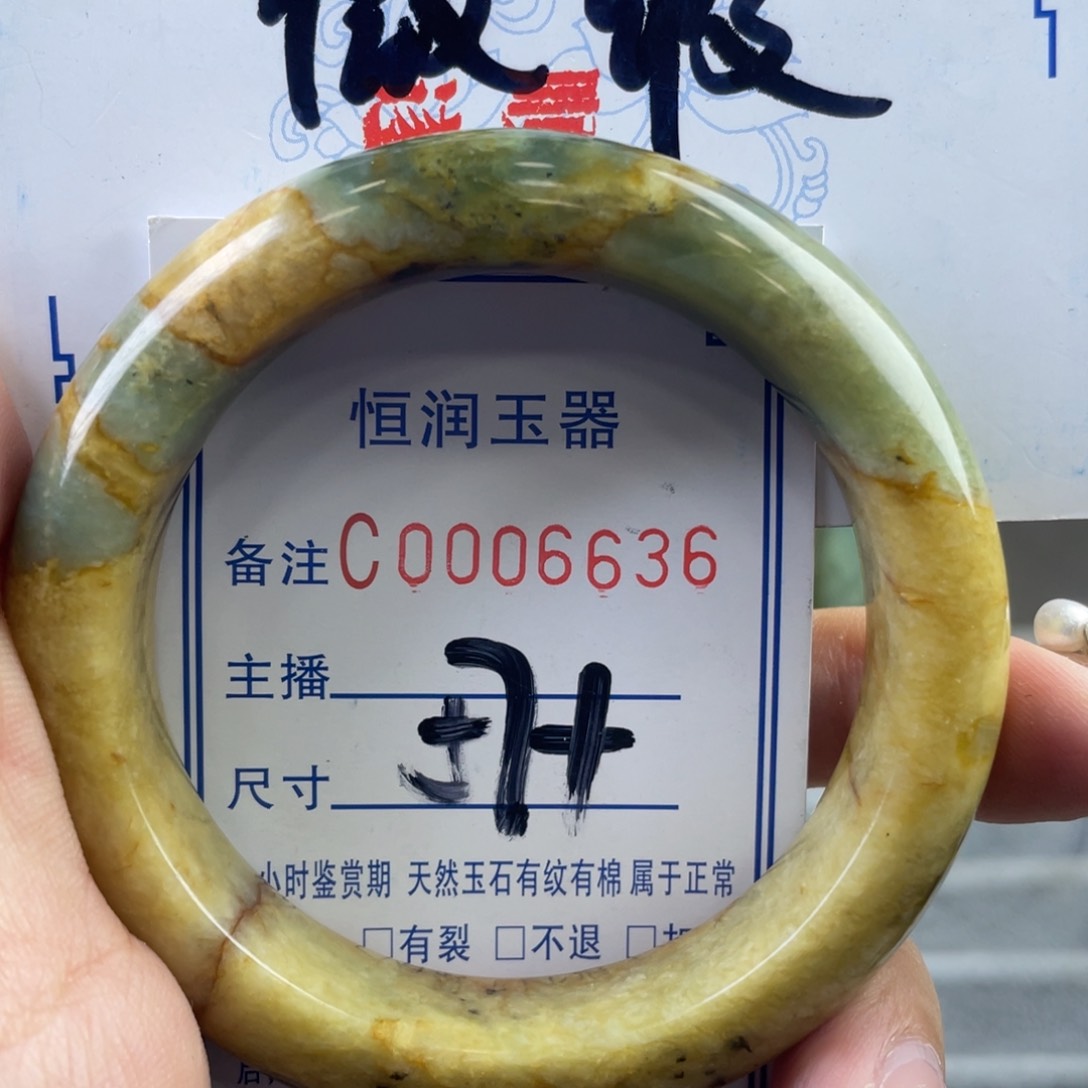 微瑕
恒润玉器
备注C0006636
主播
尺寸
小时鉴赏期 天然玉石有纹有棉属于正常
□有裂 □不退